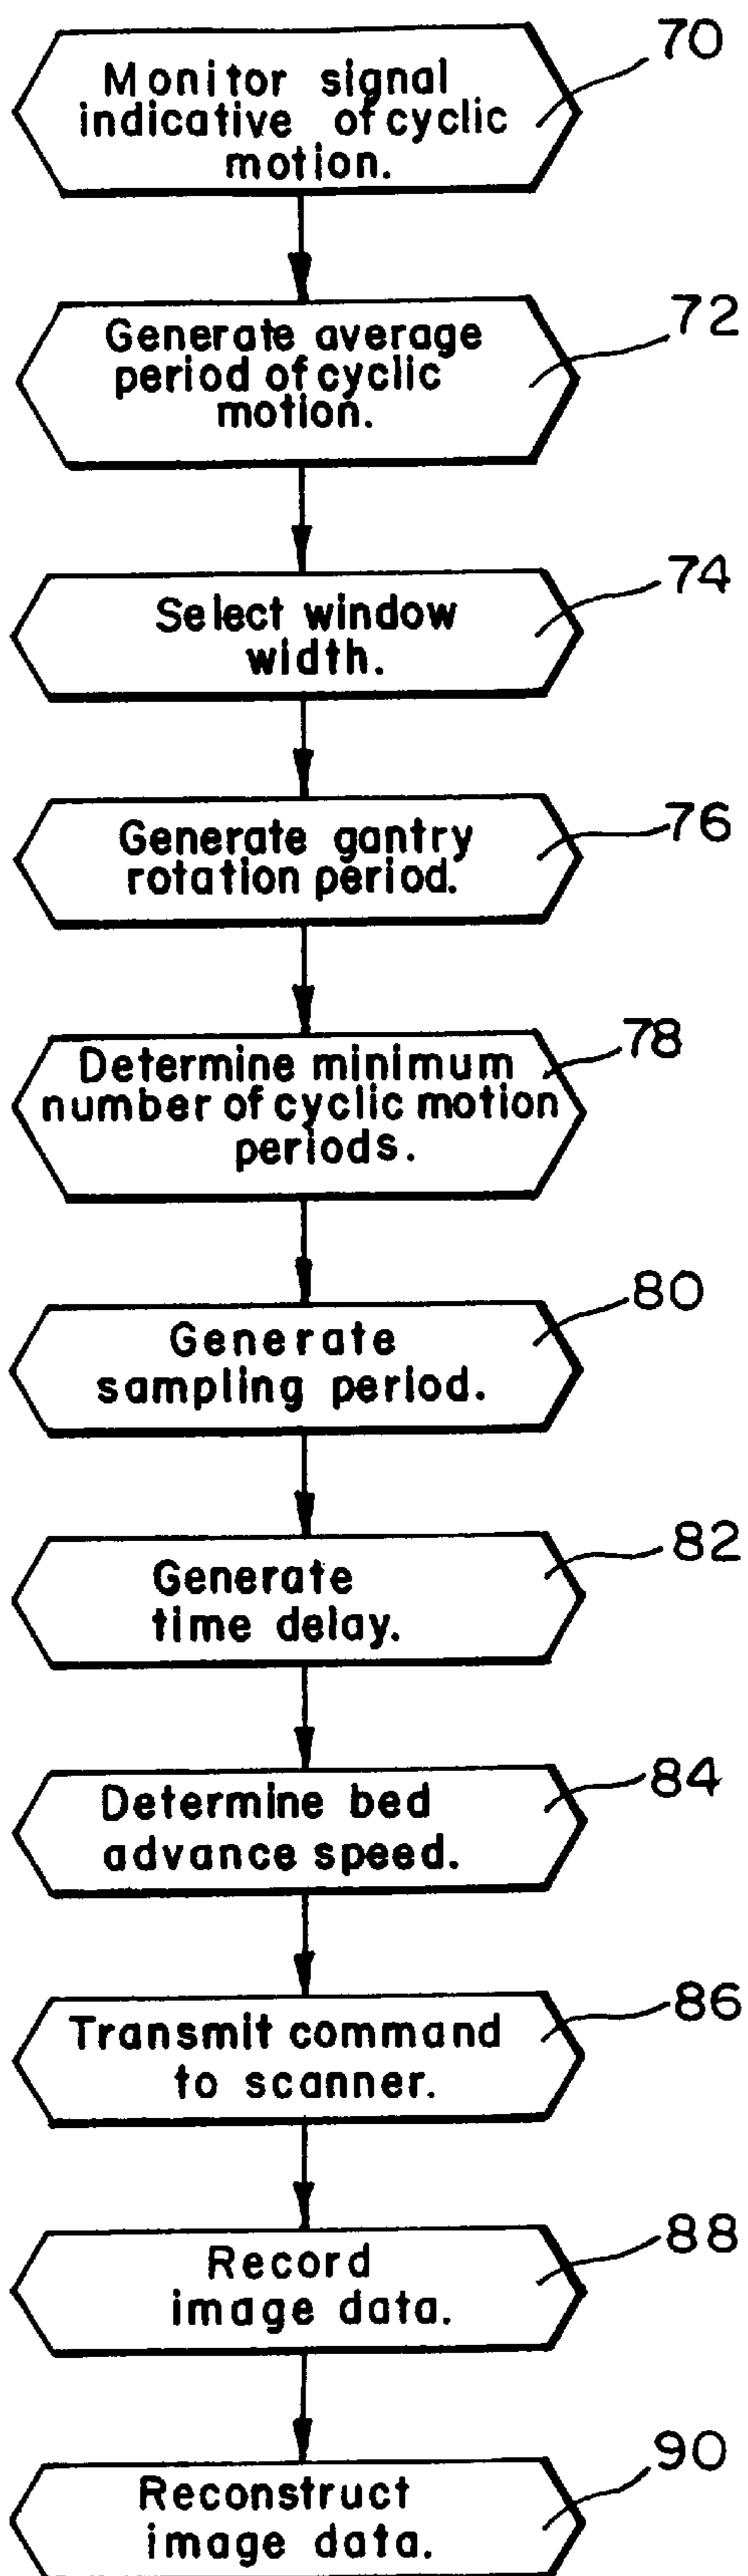 70
Monitor signal
indicative of cyclic
motion.
72
Generate average
period of cyclic
motion.
74
Select window
width.
76
Generate gantry
rotation period.
78
Determine minimum
number of cyclic motion
periods.
80
Generate
sampling period.
82
Generate
time delay.
84
Determine bed
advance speed.
86
Transmit command
to scanner.
88
Record
image data.
90
Reconstruct
image data.